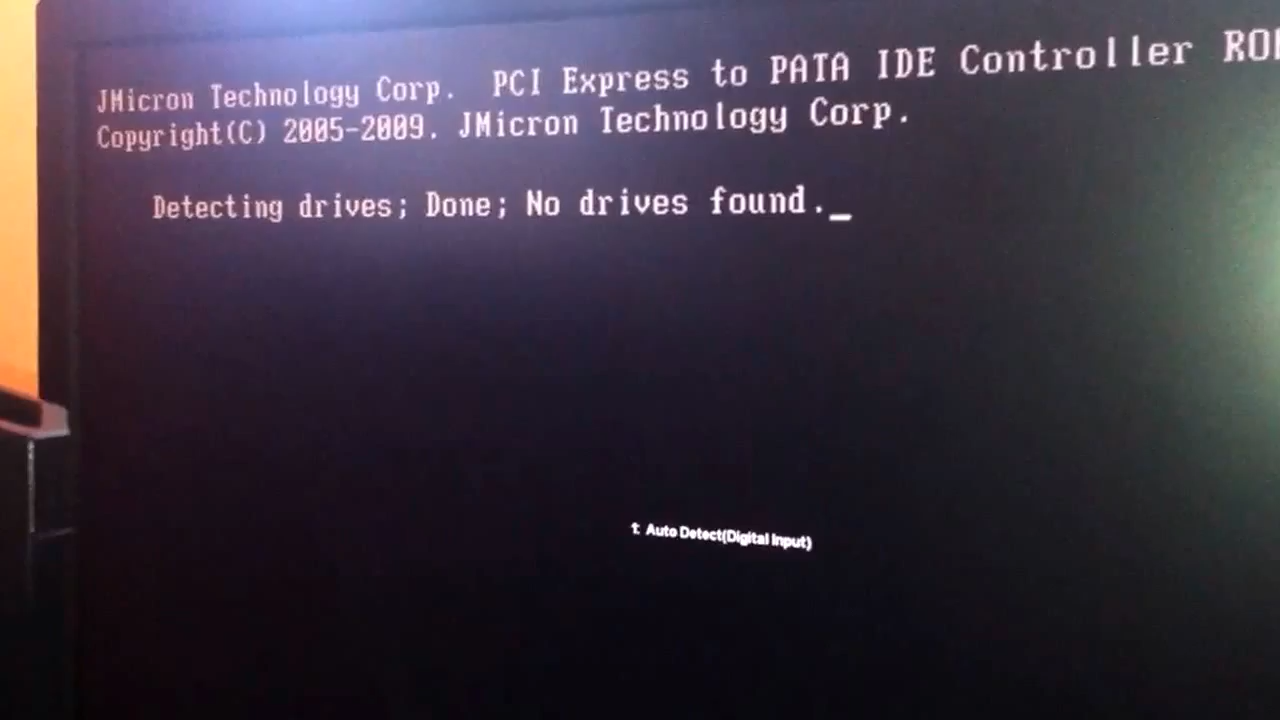 JMicron Technology Corp. PCI Express to PATA IDE Controller
Copyright(C) 2005-2009. JMicron Technology Corp.
Detecting drives; Done; No drives found._
1: Auto Detect(Digital Input)